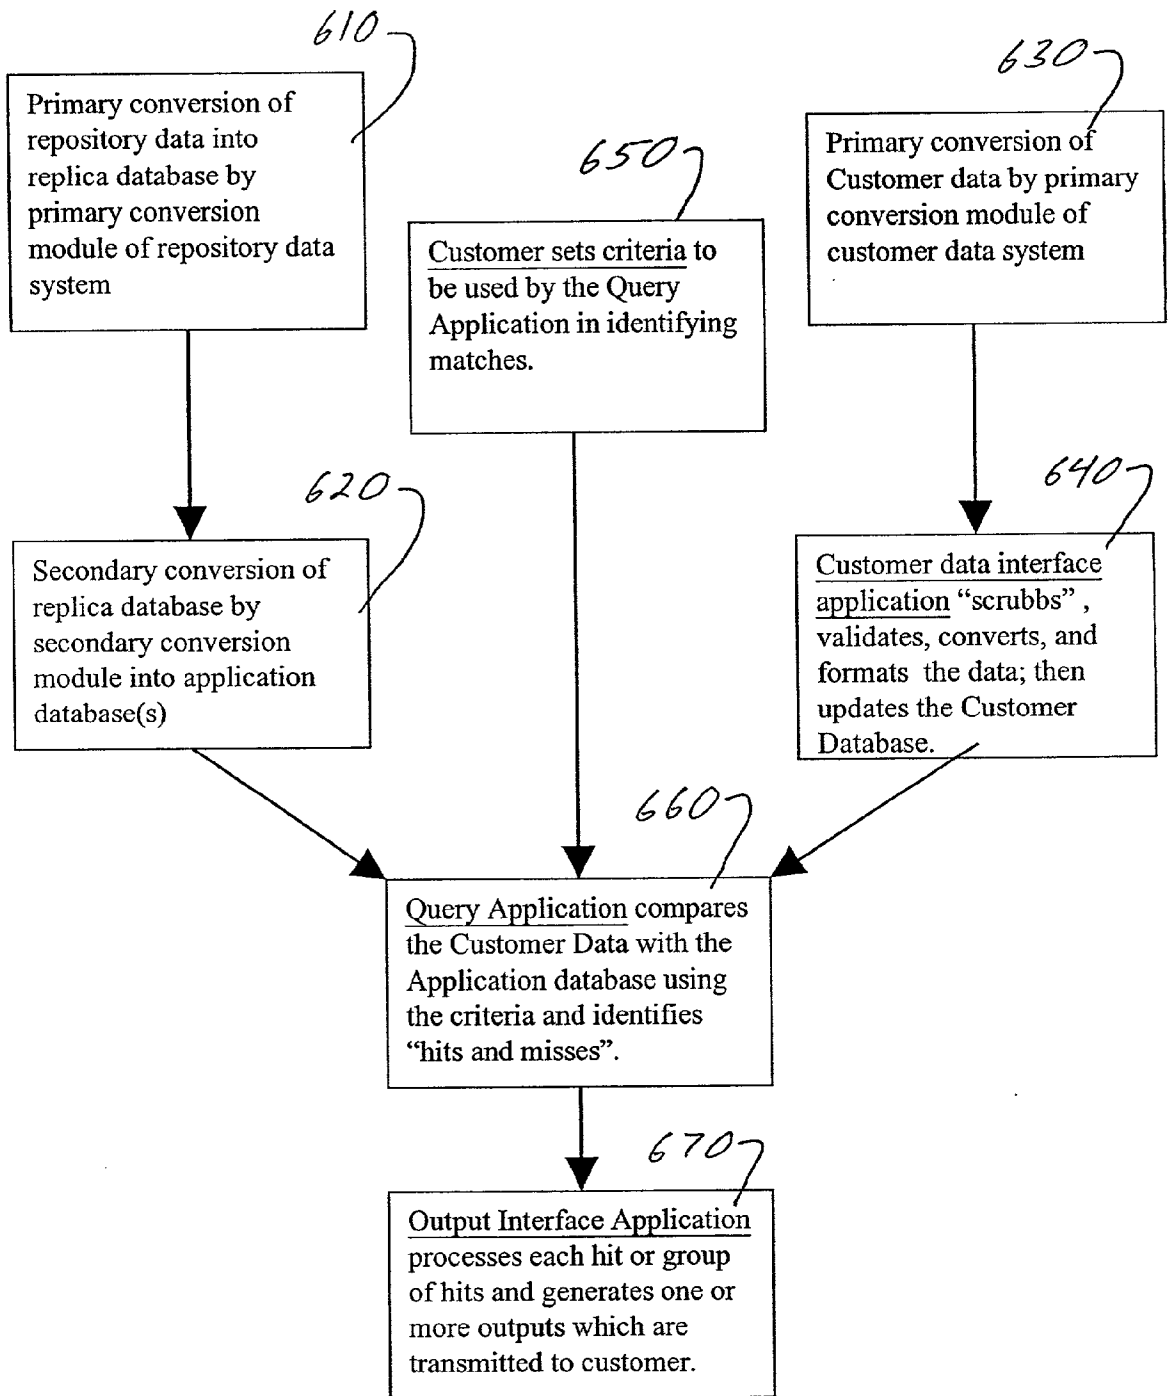 610
Primary conversion of
repository data into
replica database by
primary conversion
module of repository data
system
650
Customer sets criteria to
be used by the Query
Application in identifying
matches.
630
Primary conversion of
Customer data by primary
conversion module of
customer data system
620
Secondary conversion of
replica database by
secondary conversion
module into application
database(s)
640
Customer data interface
application “scrubbs” ,
validates, converts, and
formats the data; then
updates the Customer
Database.
660
Query Application compares
the Customer Data with the
Application database using
the criteria and identifies
“hits and misses”.
670
Output Interface Application
processes each hit or group
of hits and generates one or
more outputs which are
transmitted to customer.